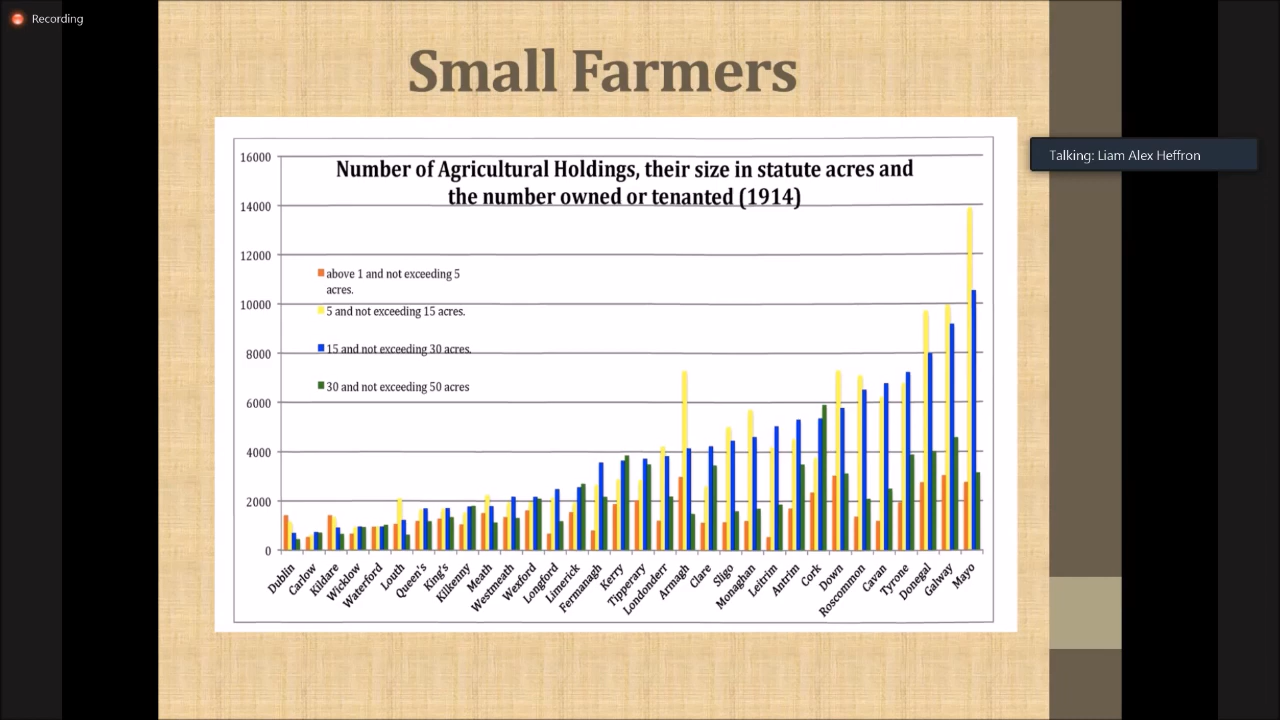 Recording
Small Farmers
Talking: Liam Alex Heffron
Number of Agricultural Holdings, their size in statute acres and
the number owned or tenanted (1914)
16000
14000
12000
10000
8000
6000
4000
2000
0
above 1 and not exceeding 5
acres.
5 and not exceeding 15 acres.
15 and not exceeding 30 acres.
30 and not exceeding 50 acres
Dublin
Carlow
Kildare
Wicklow
Waterford
Louth
Queen's
King's
Kilkenny
Meath
Westmeath
Wexford
Longford
Limerick
Fermanagh
Kerry
Tipperary
Londonderr
Armagh
Clare
Sligo
Monaghan
Leitrim
Antrim
Cork
Down
Roscommon
Cavan
Tyrone
Donegal
Galway
Mayo